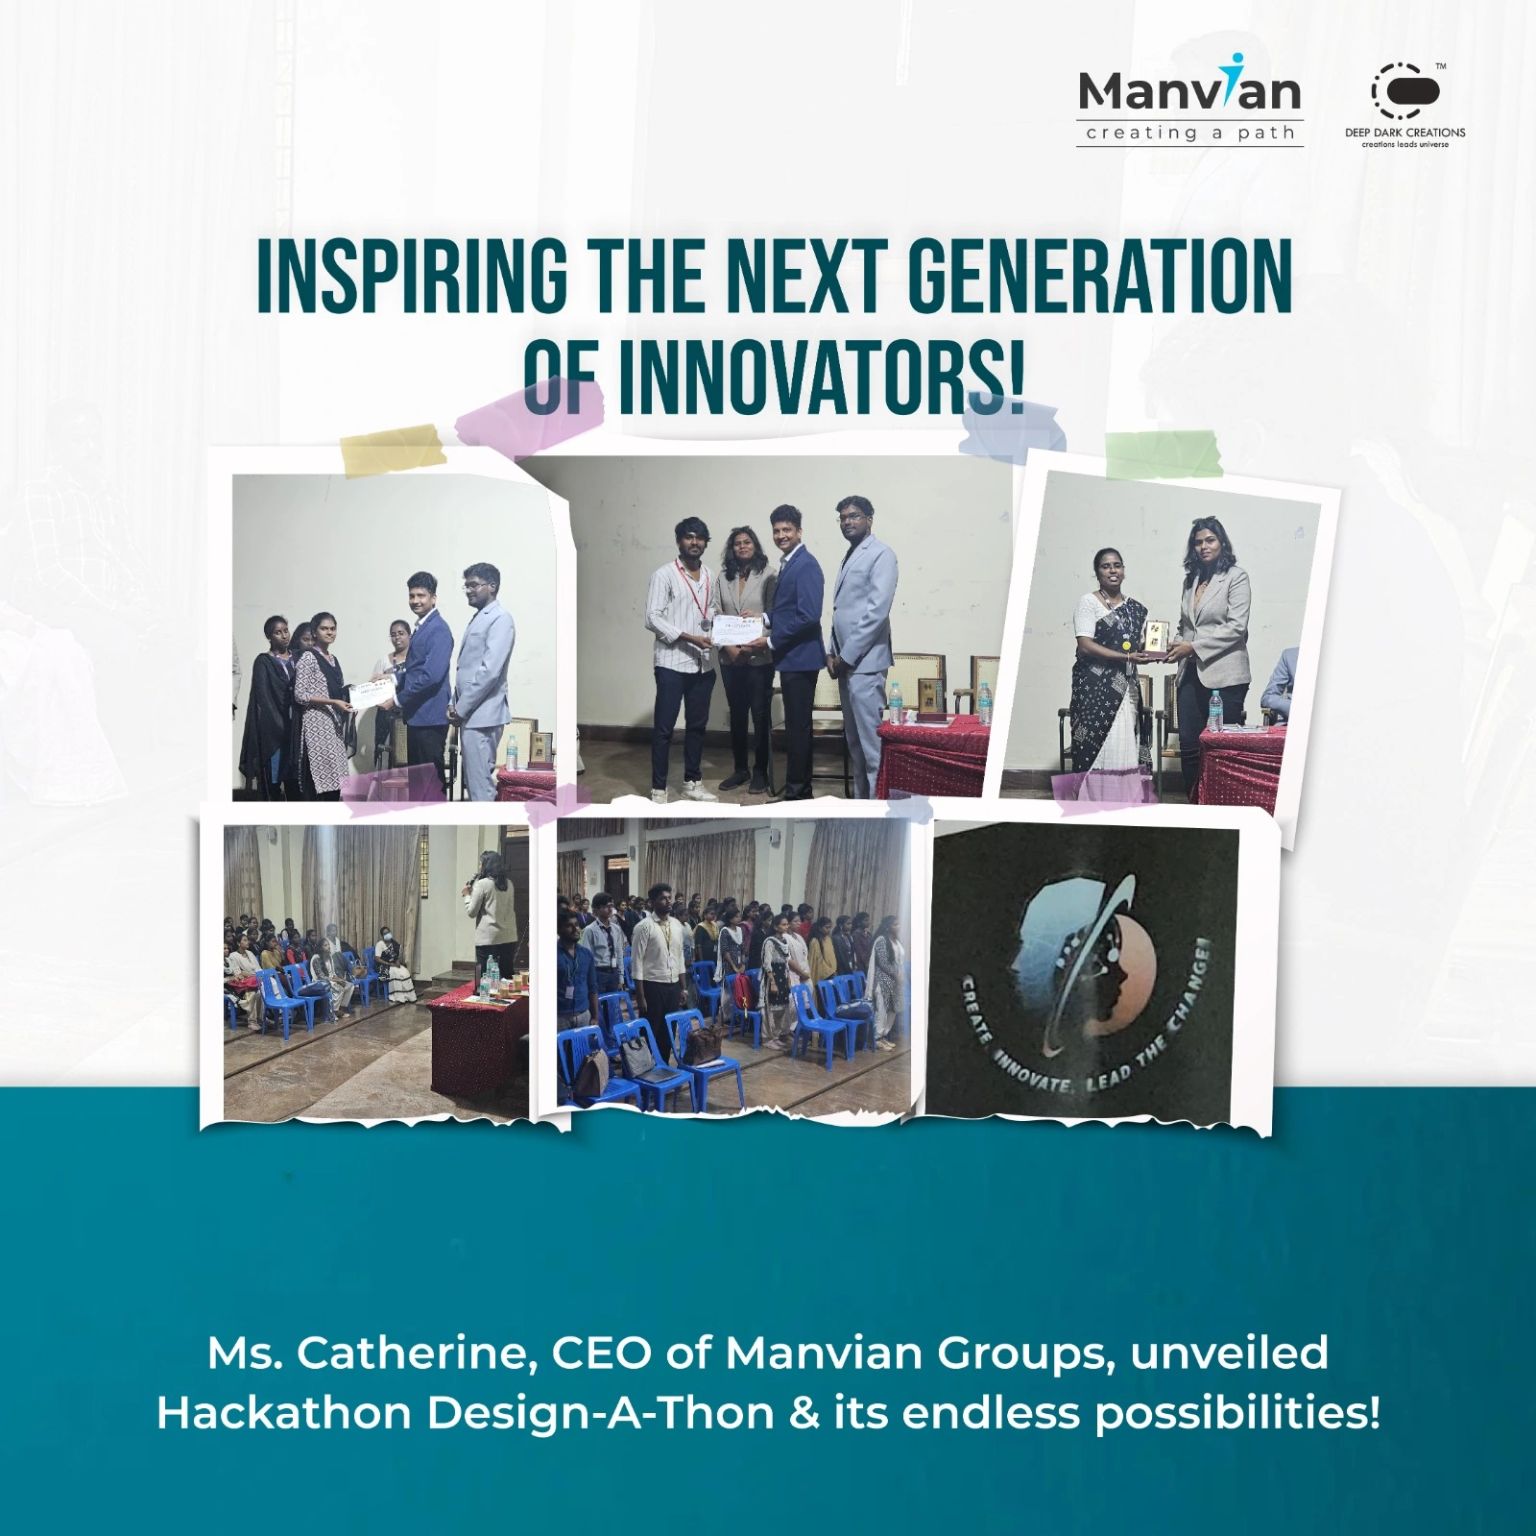 Manvian
creating a path
TM
DEEP DARK CREATIONS
creations leads universe
INSPIRING THE NEXT GENERATION
OF INNOVATORS!
CREATE, INNOVATE, LEAD THE CHANGE!
Ms. Catherine, CEO of Manvian Groups, unveiled
Hackathon Design-A-Thon & its endless possibilities!